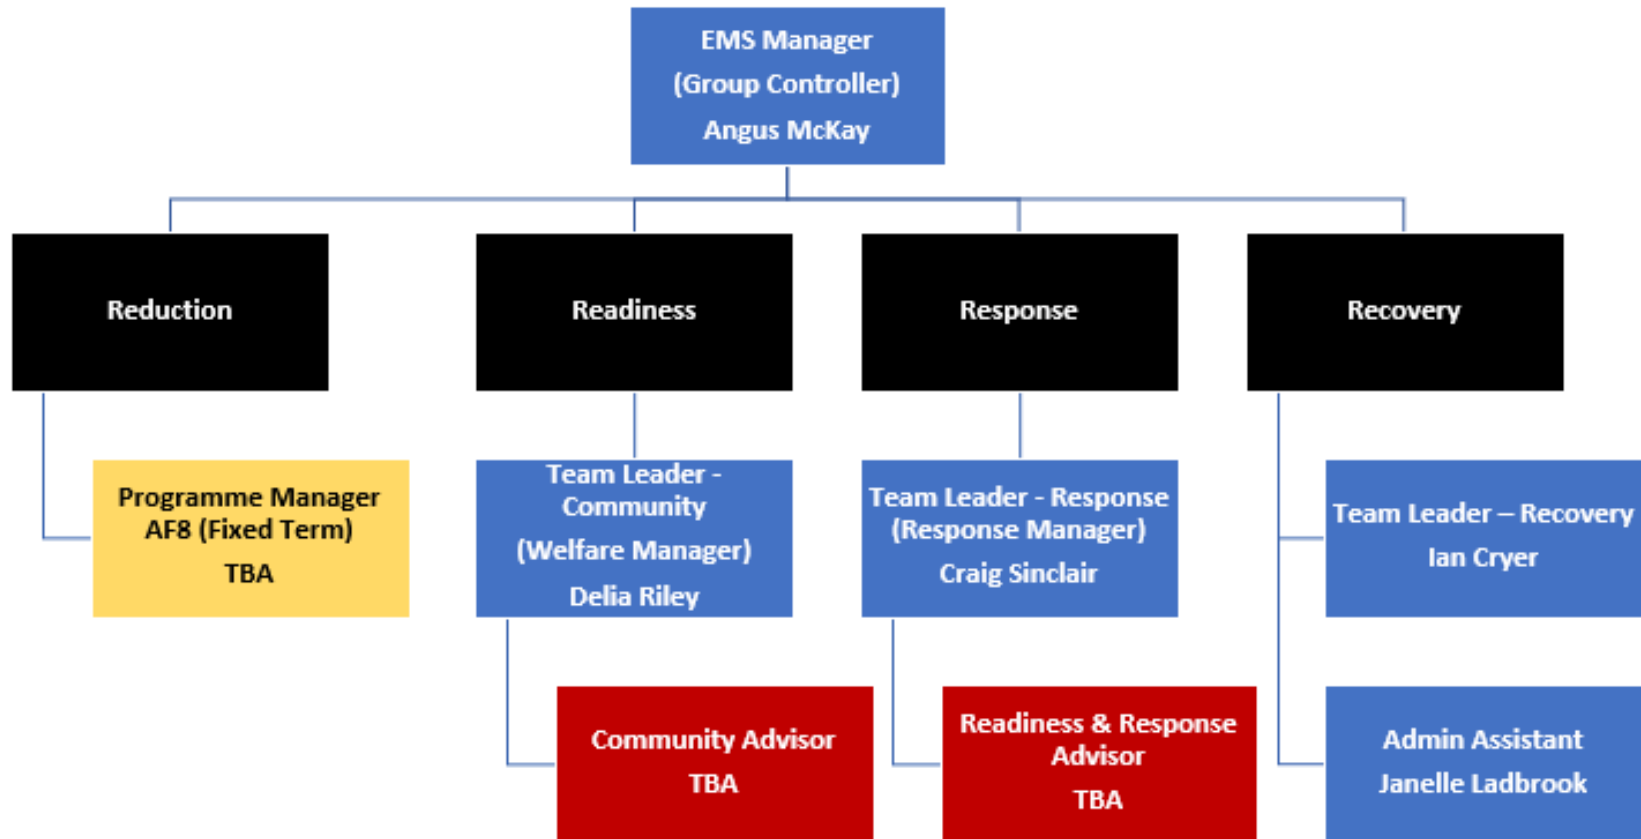 EMS Manager
(Group Controller)
Angus McKay
Reduction
Readiness
Response
Recovery
Programme Manager
AF8 (Fixed Term)
TBA
Team Leader -
Community
(Welfare Manager)
Delia Riley
Team Leader - Response
(Response Manager)
Craig Sinclair
Team Leader – Recovery
Ian Cryer
Community Advisor
TBA
Readiness & Response
Advisor
TBA
Admin Assistant
Janelle Ladbrook